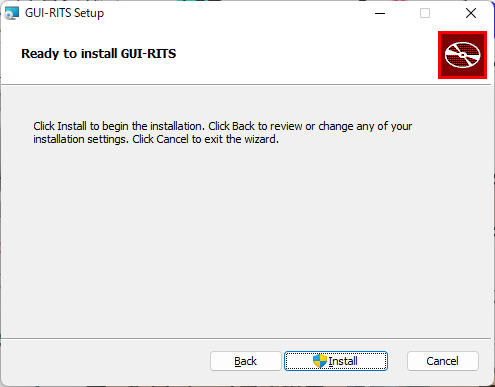 GUI-RITS Setup
Ready to install GUI-RITS
Click Install to begin the installation. Click Back to review or change any of your
installation settings. Click Cancel to exit the wizard.
Back
Install
Cancel